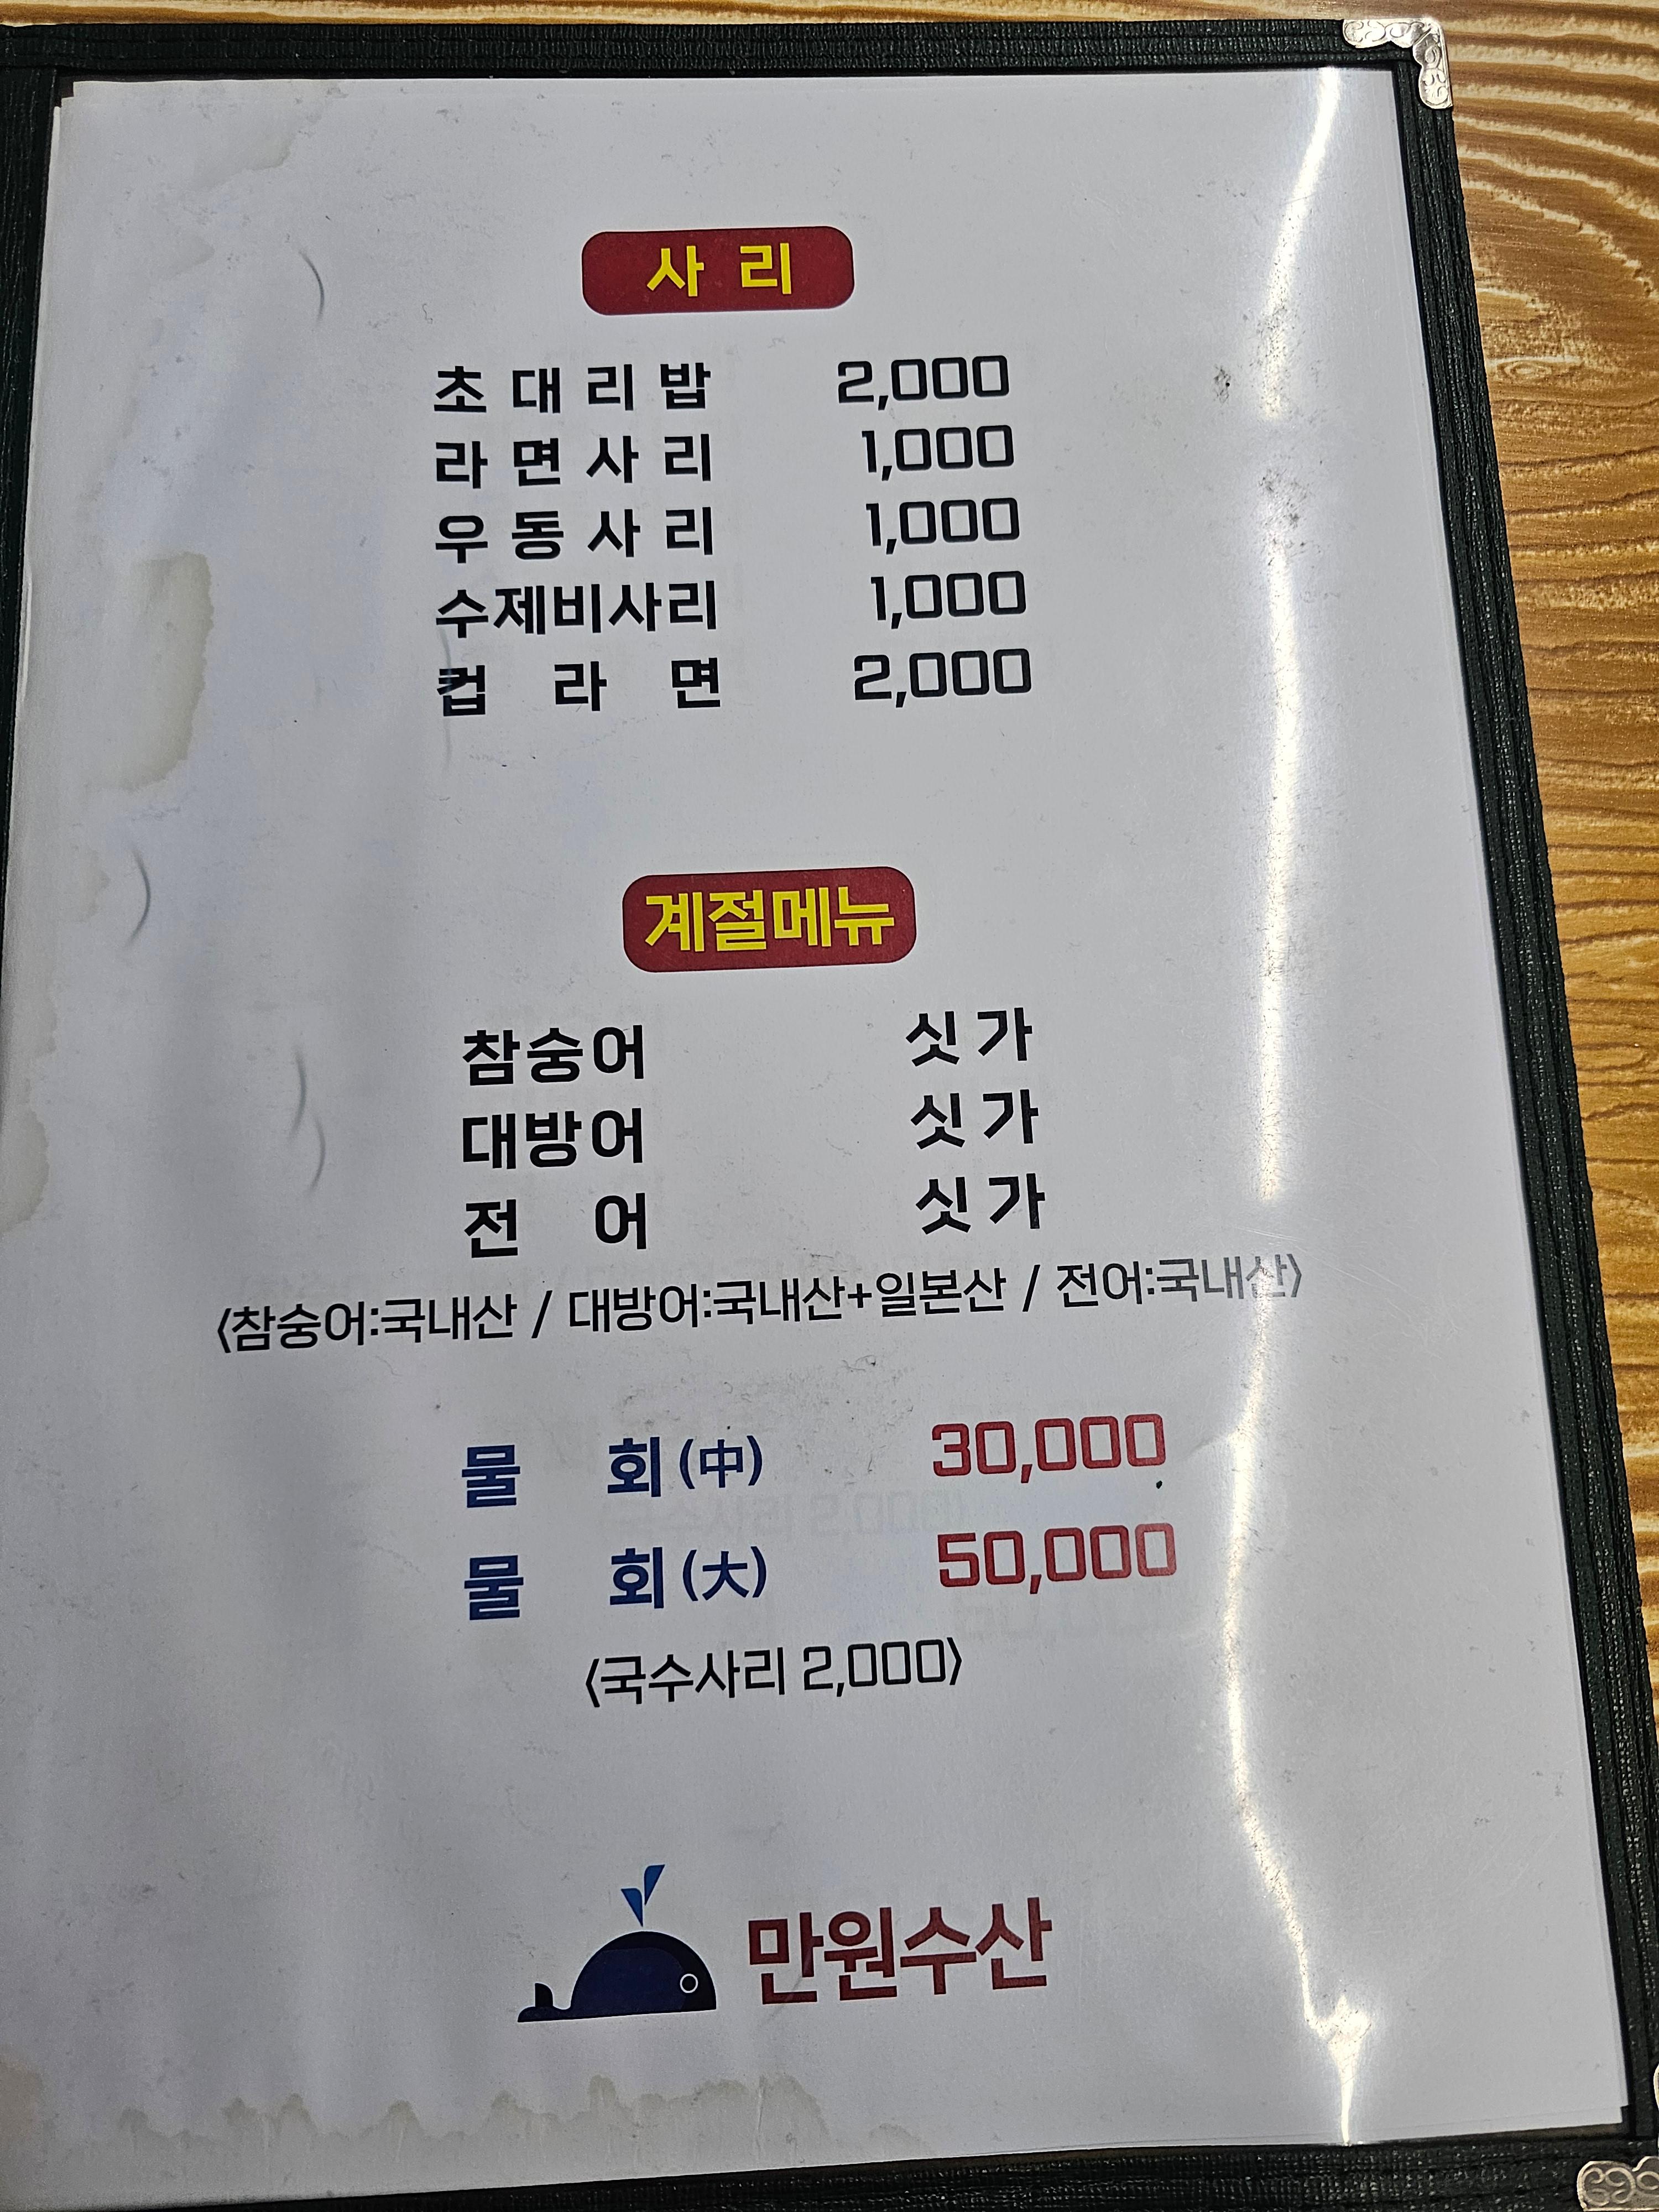 사 리
초 대 리 밥 2,000
라 면 사 리 1,000
우 동 사 리 1,000
수제비사리 1,000
컵 라 면 2,000
계절메뉴
참숭어 싯 가
대방어 싯 가
전 어 싯 가
<참숭어:국내산 / 대방어:국내산+일본산 / 전어:국내산>
물 회 (中) 30,000
물 회 (大) 50,000
<국수사리 2,000>
만원수산